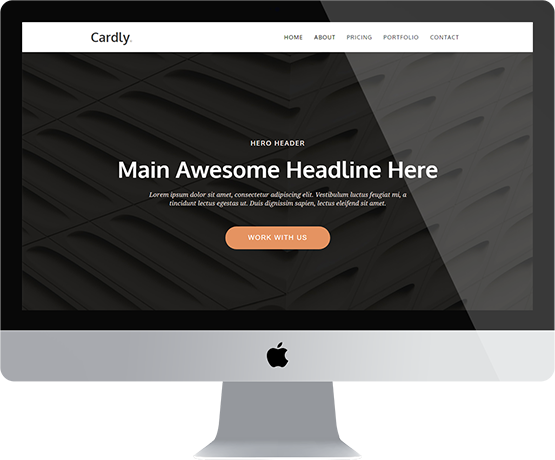 Cardly.
HOME ABOUT PRICING PORTFOLIO CONTACT
HERO HEADER
Main Awesome Headline Here
Lorem ipsum dolor sit amet, consectetur adipiscing elit. Vestibulum luctus feugiat mi, a
tincidunt lectus egestas ut. Duis dignissim sapien, lectus eleifend sit amet.
WORK WITH US